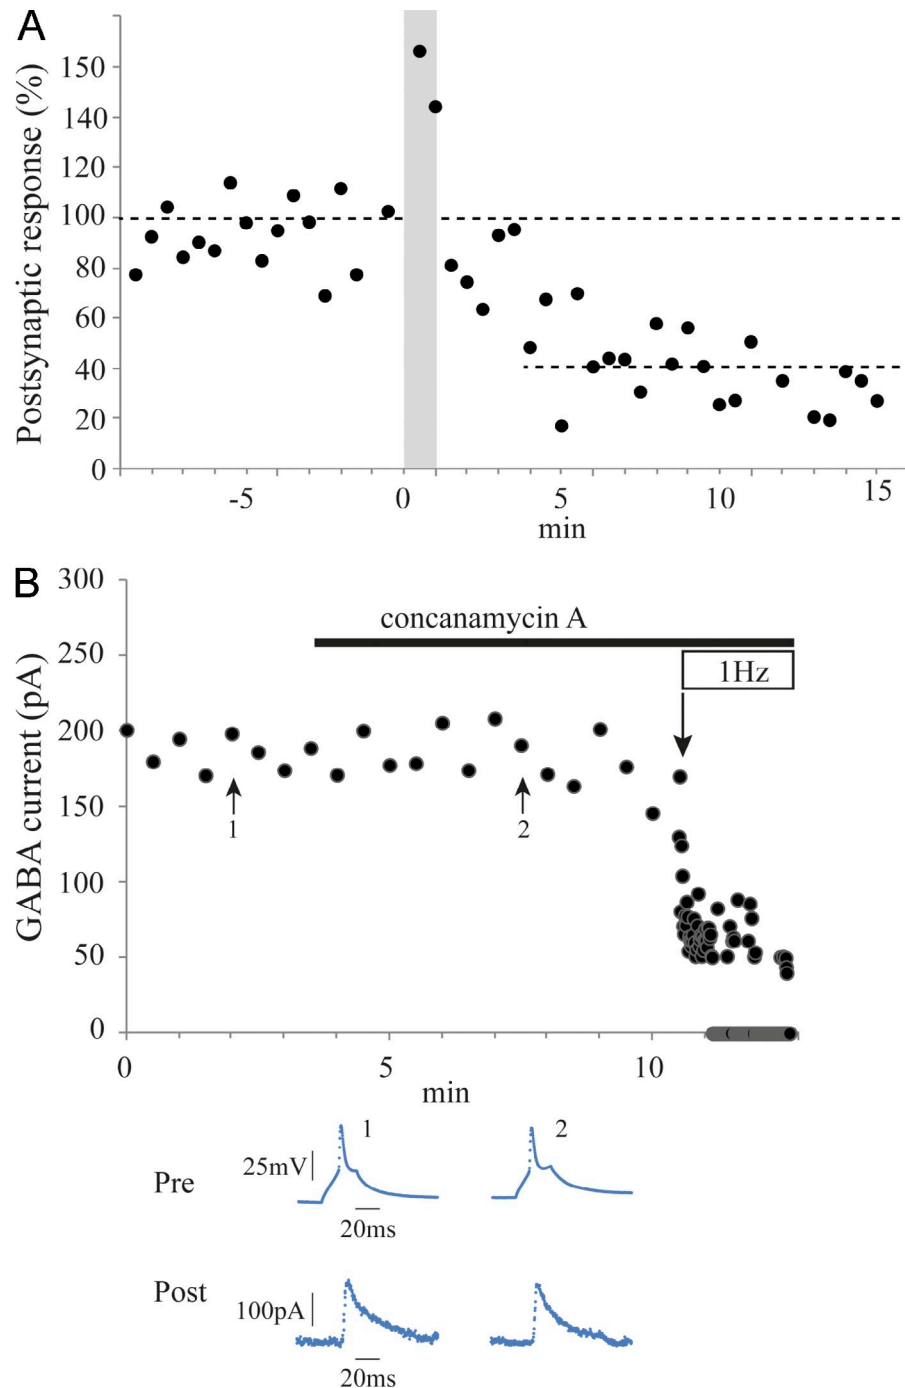 A
Postsynaptic response (%)
150
140
120
100
80
60
40
20
0
-5 0 5 10 15
min
B
GABA current (pA)
300
250
200
150
100
50
0
concanamycin A
1Hz
1 2
0 5 10
min
1 2
Pre
25mV
20ms
Post
100pA
20ms